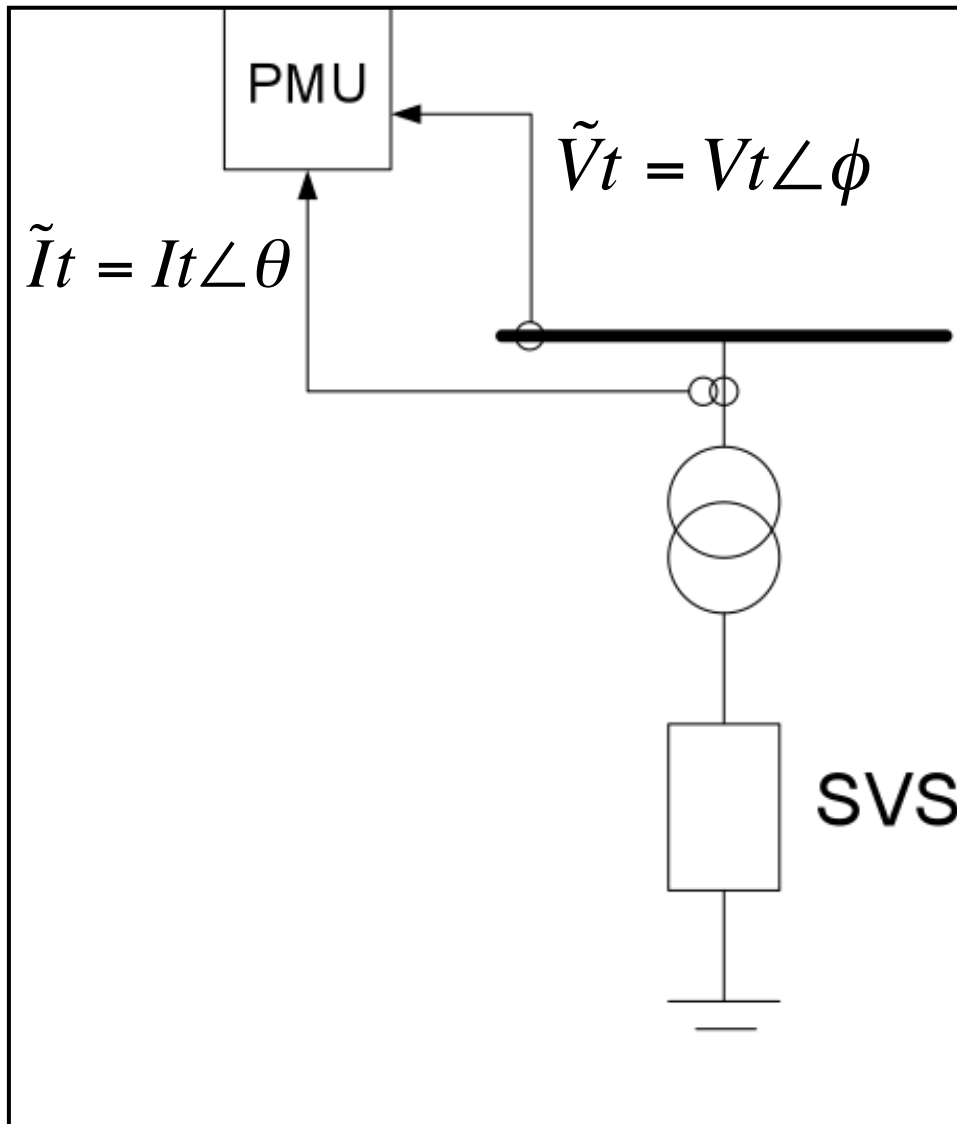 PMU
Ṽt = Vt∠ϕ
Ĩt = It∠θ
SVS